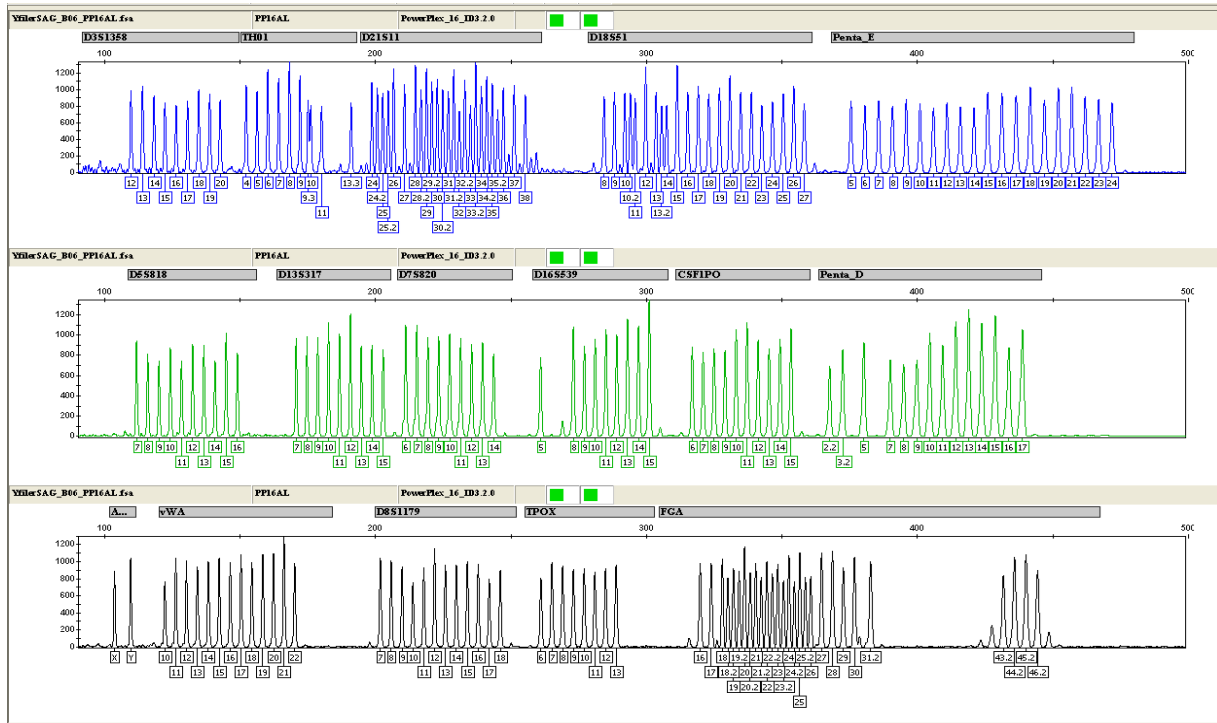 YfilerSAG_B06_PP16AL.fsa PP16AL PowerPlex_16_ID3.2.0
D3S1358 TH01 D21S11 D18S51 Penta_E
100 200 300 400 500
1200
1000
800
600
400
200
0
12 14 16 18 20 4 5 6 7 8 9 10 13.3 24 26 28 29.2 31 32.2 34 35.2 37 8 9 10 12 14 16 18 20 22 24 26 5 6 7 8 9 10 11 12 13 14 15 16 17 18 19 20 21 22 23 24
13 15 17 19 9.3 24.2 27 28.2 30 31.2 33 34.2 36 38 10.2 13 15 17 19 21 23 25 27
11 25 29 32 33.2 35 11 13.2
25.2 30.2
YfilerSAG_B06_PP16AL.fsa PP16AL PowerPlex_16_ID3.2.0
D5S818 D13S317 D7S820 D16S539 CSF1PO Penta_D
100 200 300 400 500
1200
1000
800
600
400
200
0
7 8 9 10 12 14 16 7 8 9 10 12 14 6 7 8 9 10 12 14 5 8 9 10 12 14 6 7 8 9 10 12 14 2.2 5 7 8 9 10 11 12 13 14 15 16 17
11 13 15 11 13 15 11 13 11 13 15 11 13 15 3.2
YfilerSAG_B06_PP16AL.fsa PP16AL PowerPlex_16_ID3.2.0
A... vWA D8S1179 TPOX FGA
100 200 300 400 500
1200
1000
800
600
400
200
0
X Y 10 12 14 16 18 20 22 7 8 9 10 12 14 16 18 6 7 8 9 10 12 16 18 19.2 21 22.2 24 25.2 27 29 31.2 43.2 45.2
11 13 15 17 19 21 11 13 15 17 11 13 17 18.2 20 21.2 23 24.2 26 28 30 44.2 46.2
19 20.2 22 23.2
25